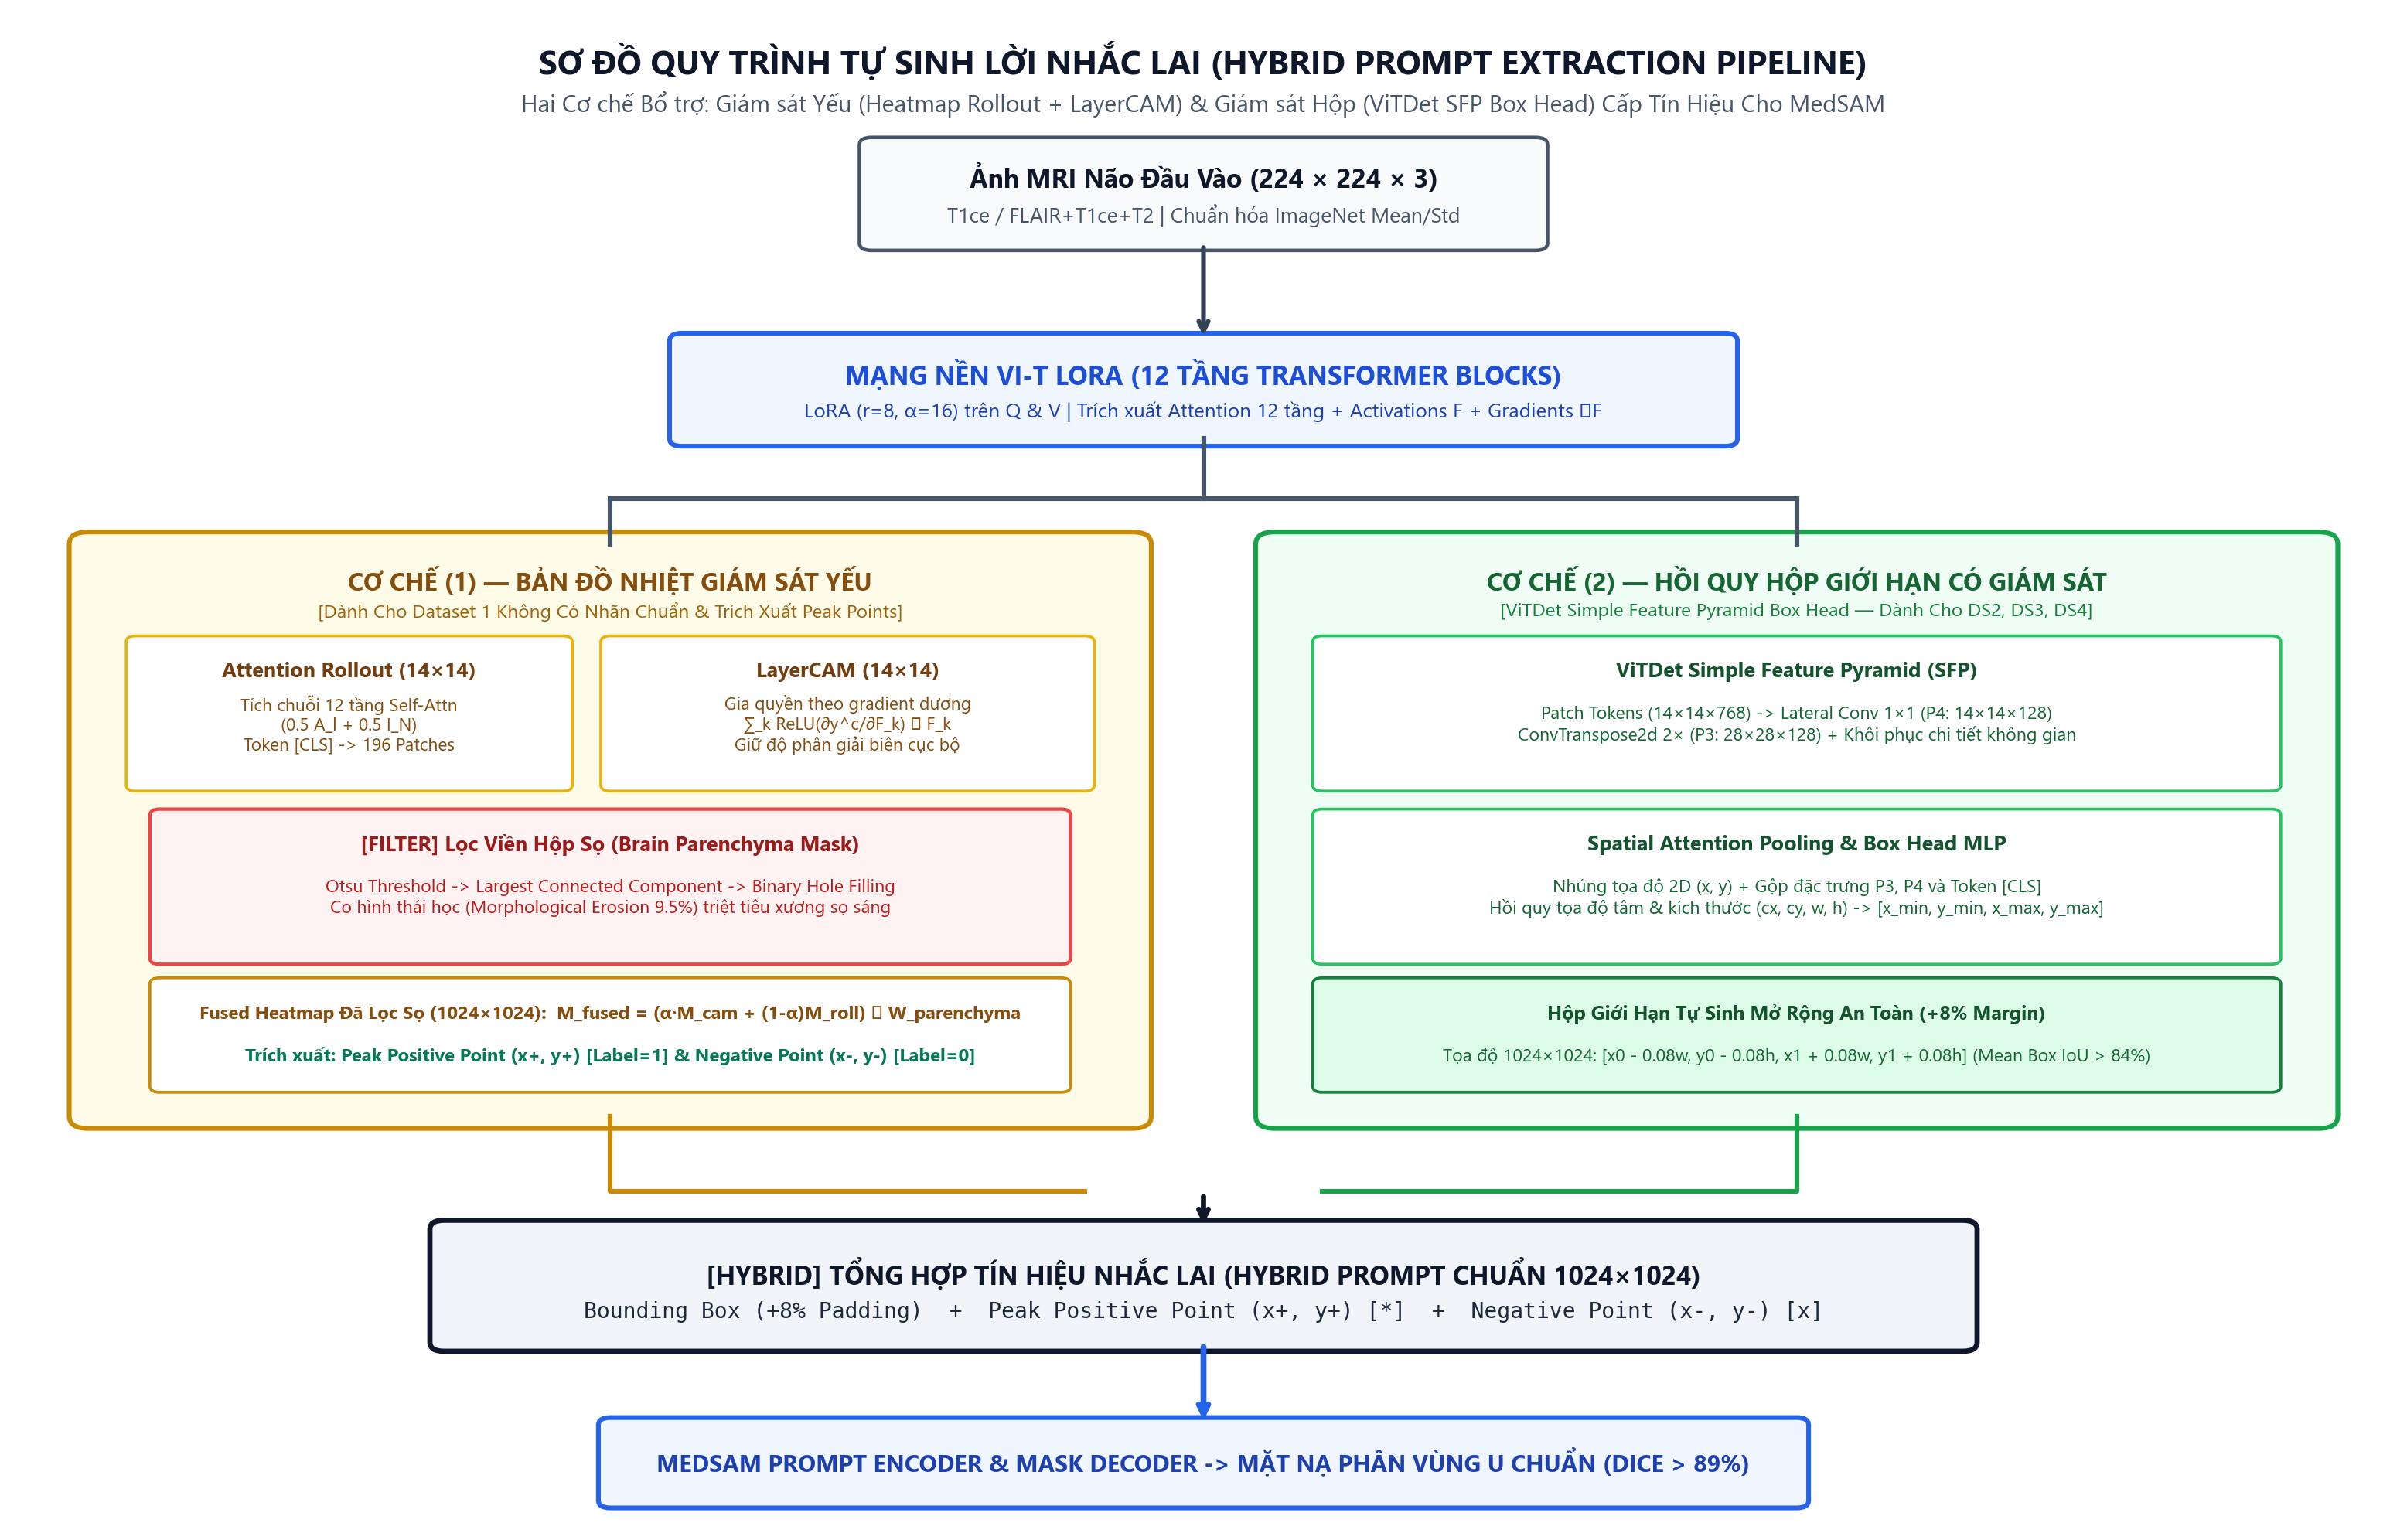 SƠ ĐỒ QUY TRÌNH TỰ SINH LỜI NHẮC LAI (HYBRID PROMPT EXTRACTION PIPELINE)
Hai Cơ chế Bổ trợ: Giám sát Yếu (Heatmap Rollout + LayerCAM) & Giám sát Hộp (ViTDet SFP Box Head) Cấp Tín Hiệu Cho MedSAM
Ảnh MRI Não Đầu Vào (224 × 224 × 3)
T1ce / FLAIR+T1ce+T2 | Chuẩn hóa ImageNet Mean/Std
MẠNG NỀN VI-T LORA (12 TẦNG TRANSFORMER BLOCKS)
LoRA (r=8, α=16) trên Q & V | Trích xuất Attention 12 tầng + Activations F + Gradients ▯F
CƠ CHẾ (1) — BẢN ĐỒ NHIỆT GIÁM SÁT YẾU
[Dành Cho Dataset 1 Không Có Nhãn Chuẩn & Trích Xuất Peak Points]
Attention Rollout (14×14)
Tích chuỗi 12 tầng Self-Attn
(0.5 A_l + 0.5 I_N)
Token [CLS] -> 196 Patches
LayerCAM (14×14)
Gia quyền theo gradient dương
∑_k ReLU(∂y^c/∂F_k) ▯ F_k
Giữ độ phân giải biên cục bộ
[FILTER] Lọc Viền Hộp Sọ (Brain Parenchyma Mask)
Otsu Threshold -> Largest Connected Component -> Binary Hole Filling
Co hình thái học (Morphological Erosion 9.5%) triệt tiêu xương sọ sáng
Fused Heatmap Đã Lọc Sọ (1024×1024): M_fused = (α·M_cam + (1-α)M_roll) ▯ W_parenchyma
Trích xuất: Peak Positive Point (x+, y+) [Label=1] & Negative Point (x-, y-) [Label=0]
CƠ CHẾ (2) — HỒI QUY HỘP GIỚI HẠN CÓ GIÁM SÁT
[ViTDet Simple Feature Pyramid Box Head — Dành Cho DS2, DS3, DS4]
ViTDet Simple Feature Pyramid (SFP)
Patch Tokens (14×14×768) -> Lateral Conv 1×1 (P4: 14×14×128)
ConvTranspose2d 2× (P3: 28×28×128) + Khôi phục chi tiết không gian
Spatial Attention Pooling & Box Head MLP
Nhúng tọa độ 2D (x, y) + Gộp đặc trưng P3, P4 và Token [CLS]
Hồi quy tọa độ tâm & kích thước (cx, cy, w, h) -> [x_min, y_min, x_max, y_max]
Hộp Giới Hạn Tự Sinh Mở Rộng An Toàn (+8% Margin)
Tọa độ 1024×1024: [x0 - 0.08w, y0 - 0.08h, x1 + 0.08w, y1 + 0.08h] (Mean Box IoU > 84%)
[HYBRID] TỔNG HỢP TÍN HIỆU NHẮC LAI (HYBRID PROMPT CHUẨN 1024×1024)
Bounding Box (+8% Padding) + Peak Positive Point (x+, y+) [*] + Negative Point (x-, y-) [x]
MEDSAM PROMPT ENCODER & MASK DECODER -> MẶT NẠ PHÂN VÙNG U CHUẨN (DICE > 89%)